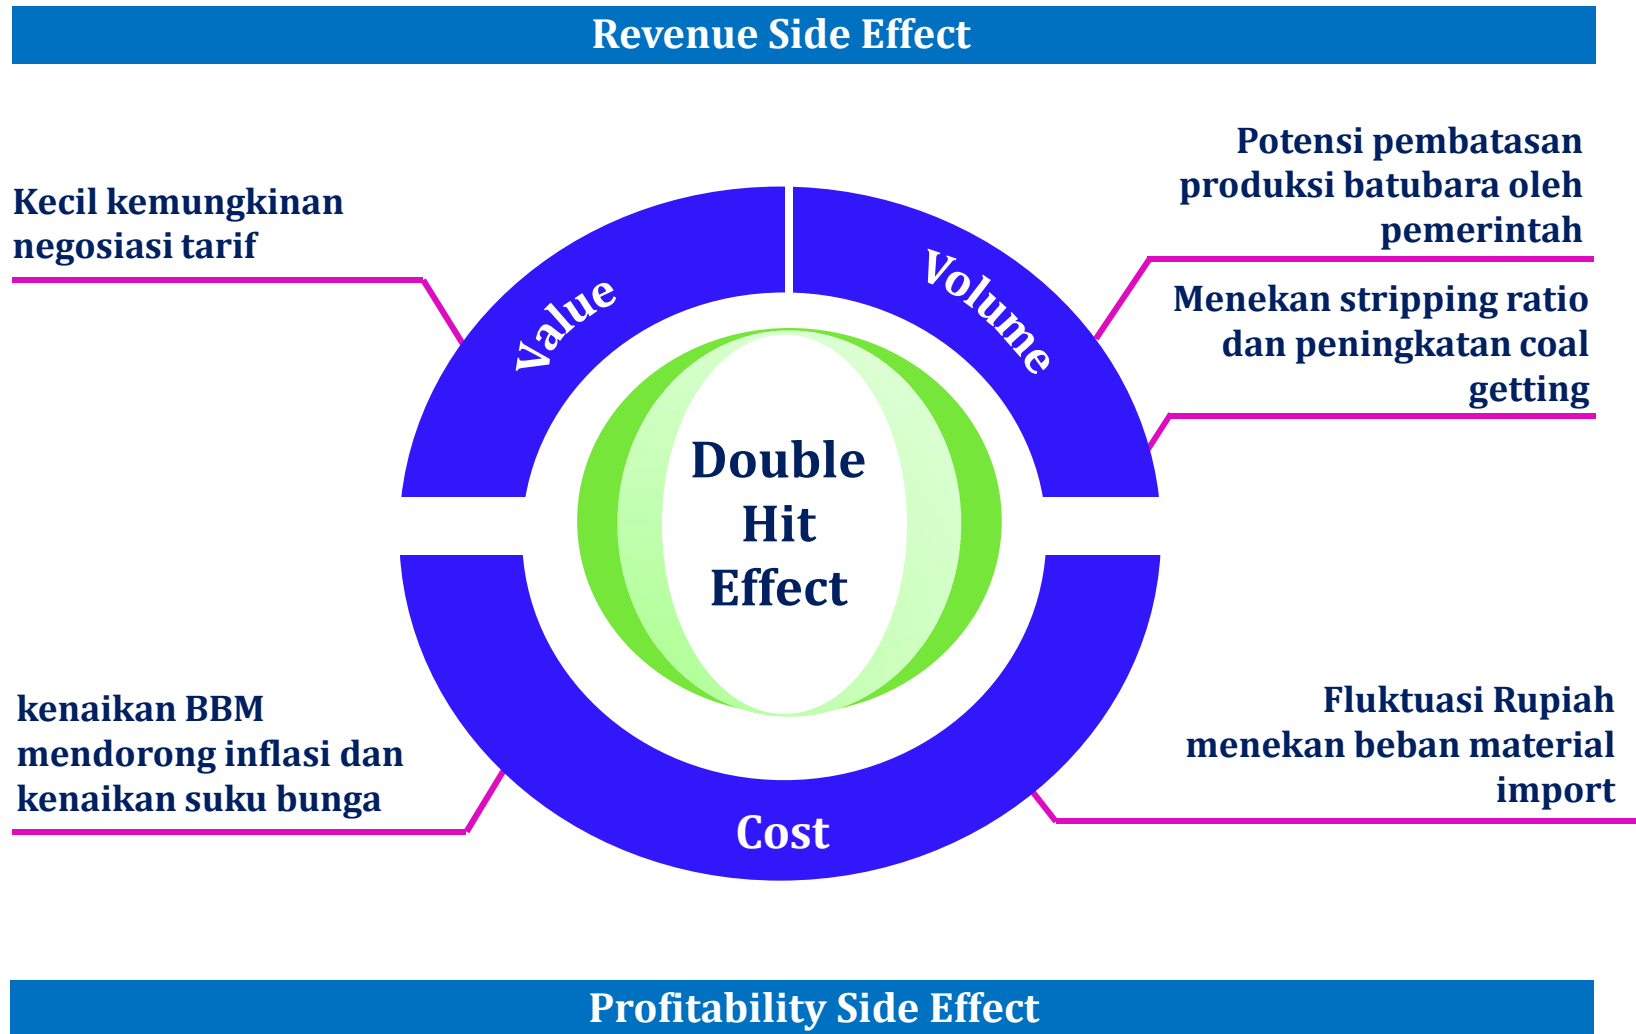 Revenue Side Effect
Kecil kemungkinan
negosiasi tarif
Potensi pembatasan
produksi batubara oleh
pemerintah
Menekan stripping ratio
dan peningkatan coal
getting
Value
Volume
Double
Hit
Effect
kenaikan BBM
mendorong inflasi dan
kenaikan suku bunga
Fluktuasi Rupiah
menekan beban material
import
Cost
Profitability Side Effect